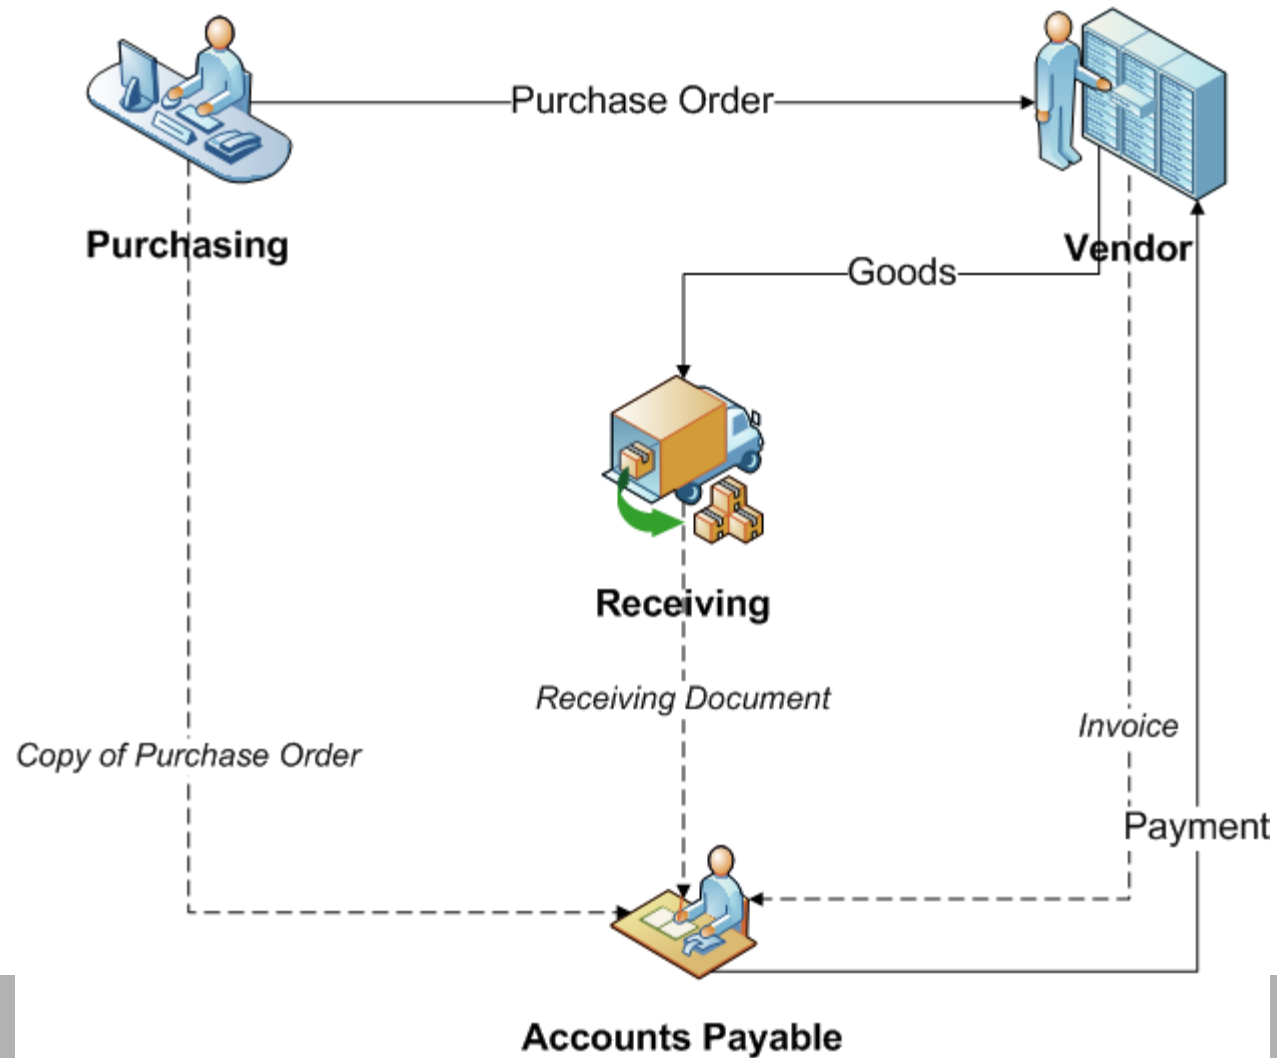 Purchase Order
Purchasing
Vendor
Goods
Receiving
Receiving Document
Invoice
Copy of Purchase Order
Payment
Accounts Payable